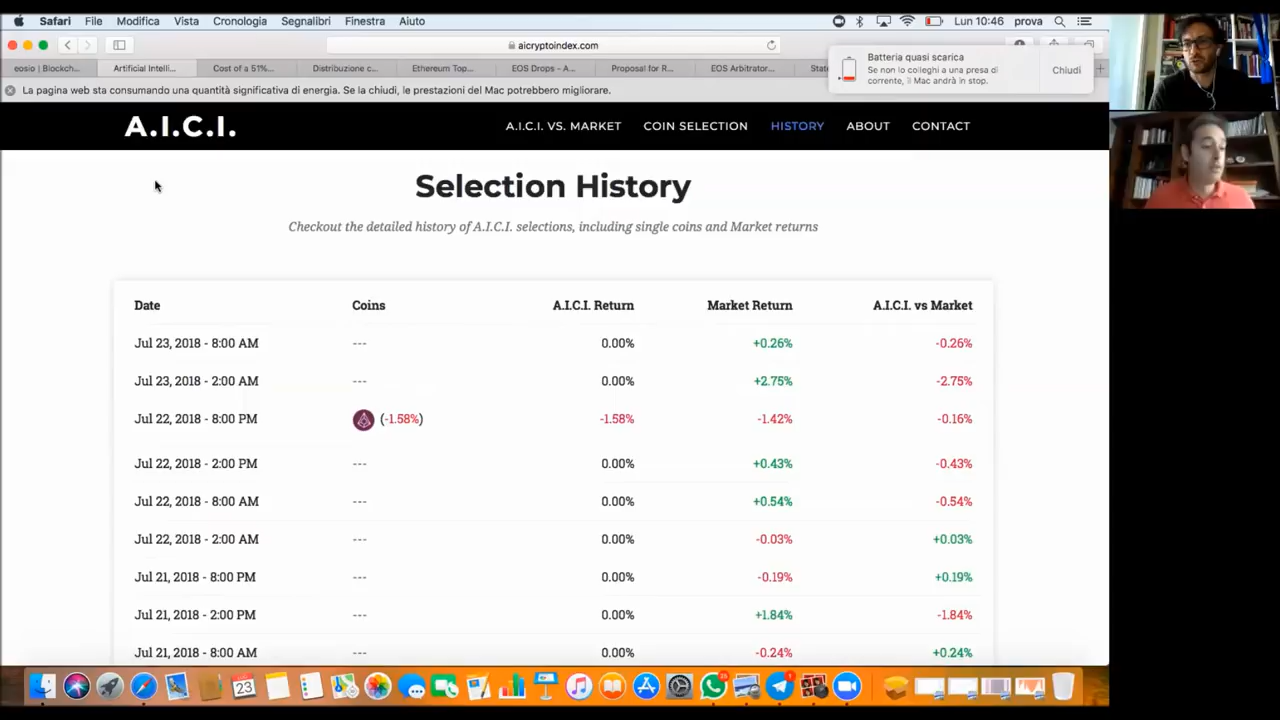 Safari File Modifica Vista Cronologia Segnalibri Finestra Aiuto Lun 10:46 prova
aicryptoindex.com
eosio | Blockch... Artificial Intelli... Cost of a 51%... Distribuzione c... Ethereum Top... EOS Drops - A... Proposal for R... EOS Arbitrator... State
Batteria quasi scarica
Se non lo colleghi a una presa di
corrente, il Mac andrà in stop.
Chiudi
La pagina web sta consumando una quantità significativa di energia. Se la chiudi, le prestazioni del Mac potrebbero migliorare.
A.I.C.I. A.I.C.I. VS. MARKET COIN SELECTION HISTORY ABOUT CONTACT
Selection History
Checkout the detailed history of A.I.C.I. selections, including single coins and Market returns
Date Coins A.I.C.I. Return Market Return A.I.C.I. vs Market
Jul 23, 2018 - 8:00 AM --- 0.00% +0.26% -0.26%
Jul 23, 2018 - 2:00 AM --- 0.00% +2.75% -2.75%
Jul 22, 2018 - 8:00 PM (-1.58%) -1.58% -1.42% -0.16%
Jul 22, 2018 - 2:00 PM --- 0.00% +0.43% -0.43%
Jul 22, 2018 - 8:00 AM --- 0.00% +0.54% -0.54%
Jul 22, 2018 - 2:00 AM --- 0.00% -0.03% +0.03%
Jul 21, 2018 - 8:00 PM --- 0.00% -0.19% +0.19%
Jul 21, 2018 - 2:00 PM --- 0.00% +1.84% -1.84%
Jul 21, 2018 - 8:00 AM --- 0.00% -0.24% +0.24%
23